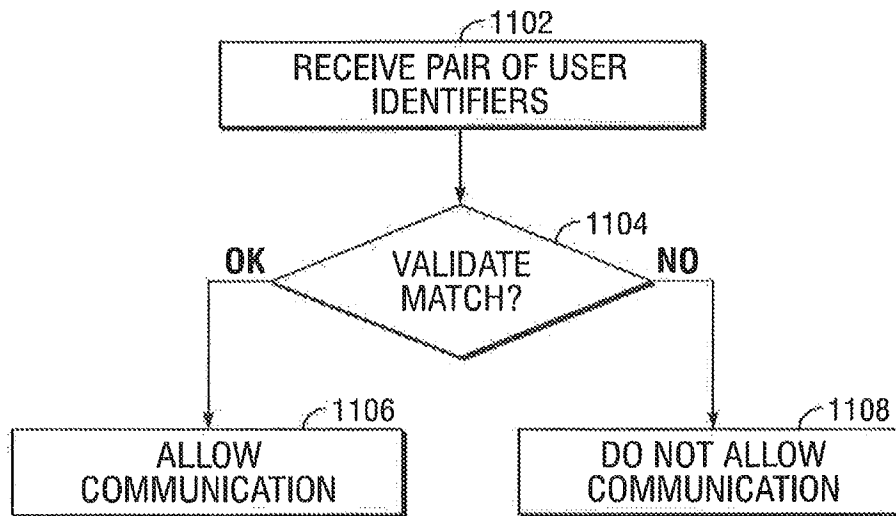 1102
RECEIVE PAIR OF USER
IDENTIFIERS
1104
OK
VALIDATE
MATCH?
NO
1106
ALLOW
COMMUNICATION
1108
DO NOT ALLOW
COMMUNICATION